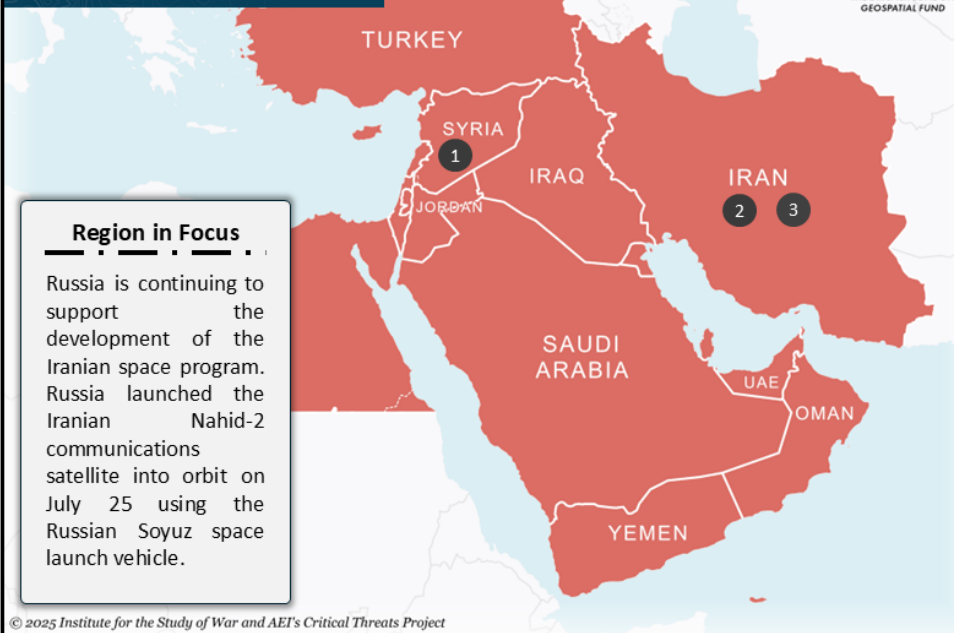 GEOSPATIAL FUND
TURKEY
SYRIA
1
IRAQ
IRAN
2
3
JORDAN
Region in Focus
Russia is continuing to
support the
development of the
Iranian space program.
Russia launched the
Iranian Nahid-2
communications
satellite into orbit on
July 25 using the
Russian Soyuz space
launch vehicle.
SAUDI
ARABIA
UAE
OMAN
YEMEN
© 2025 Institute for the Study of War and AEI's Critical Threats Project